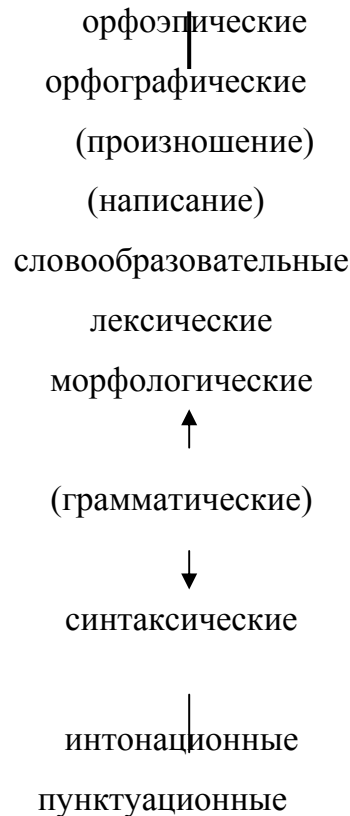 орфоэпические
орфографические
(произношение)
(написание)
словообразовательные
лексические
морфологические
(грамматические)
синтаксические
интонационные
пунктуационные